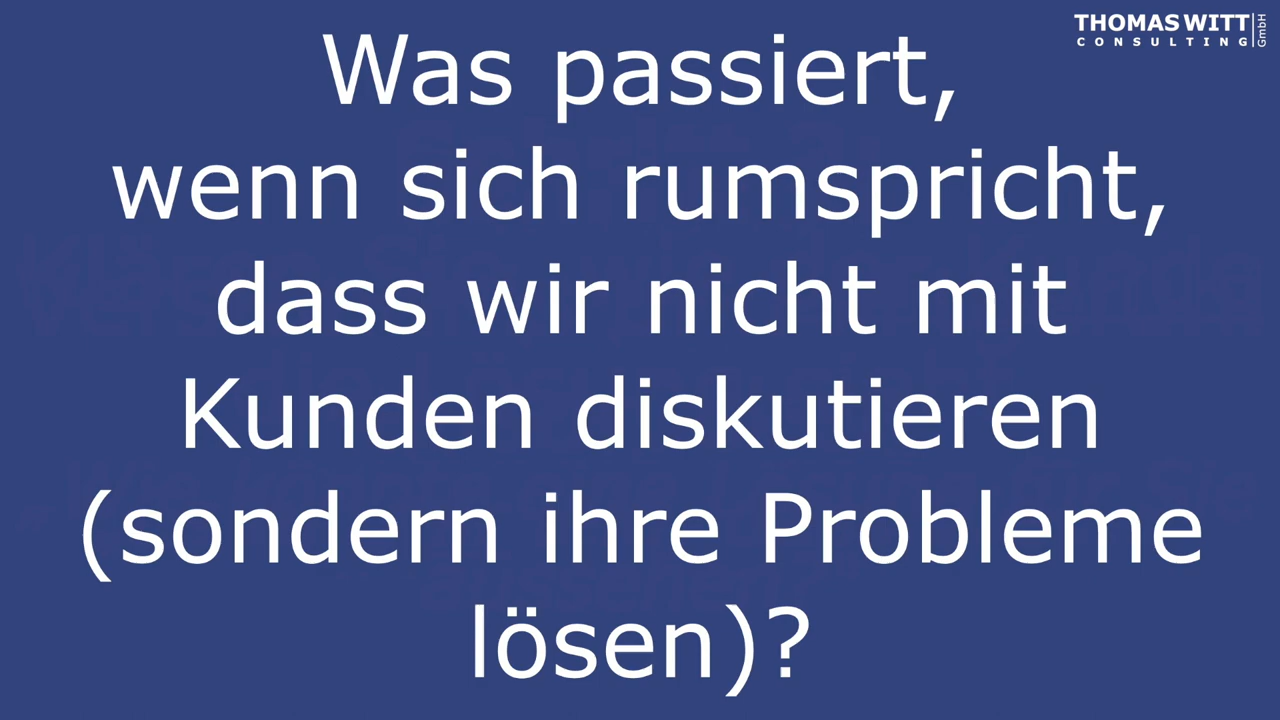 THOMAS WITT GmbH
CONSULTING
Was passiert,
wenn sich rumspricht,
dass wir nicht mit
Kunden diskutieren
(sondern ihre Probleme
lösen)?